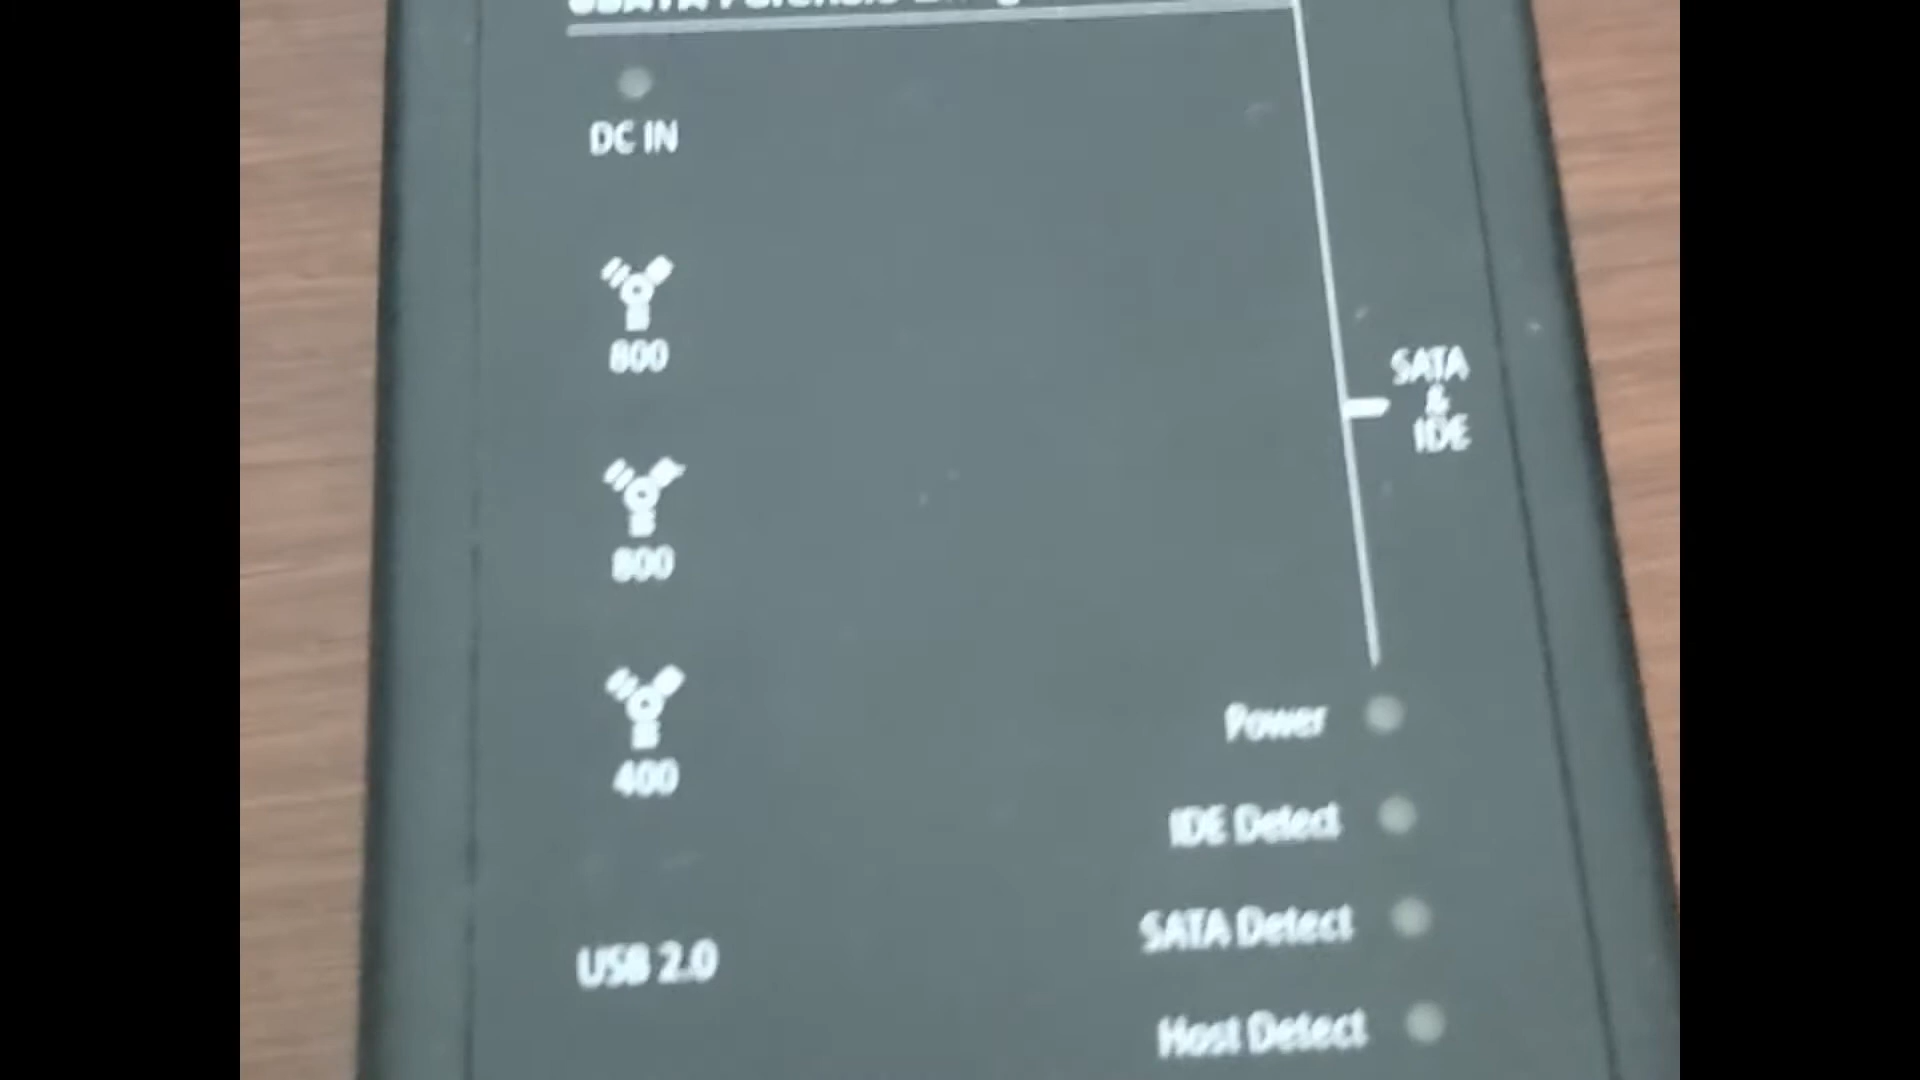 DC IN
800
800
400
USB 2.0
SATA
&
IDE
Power
IDE Detect
SATA Detect
Host Detect